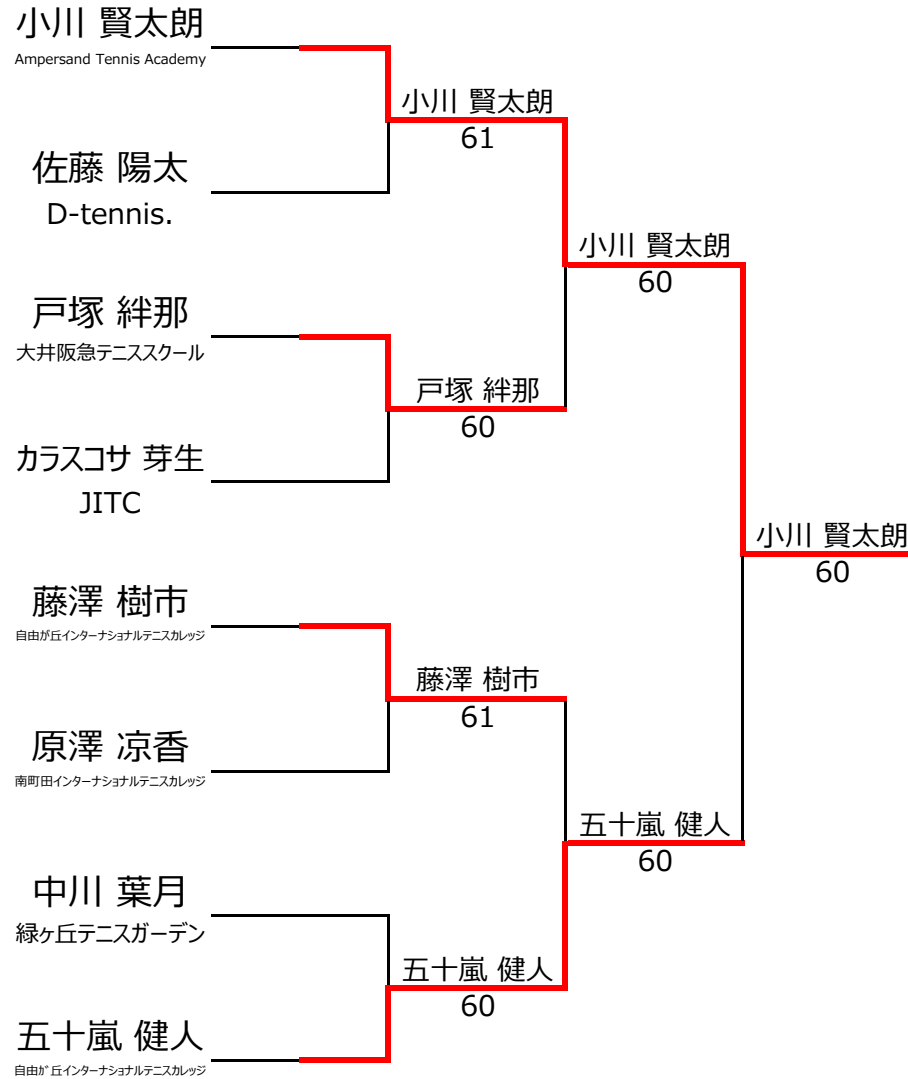 小川 賢太朗
Ampersand Tennis Academy
小川 賢太朗
61
佐藤 陽太
D-tennis.
小川 賢太朗
60
戸塚 絆那
大井阪急テニススクール
戸塚 絆那
60
カラスコサ 芽生
JITC
小川 賢太朗
60
藤澤 樹市
自由が丘インターナショナルテニスカレッジ
藤澤 樹市
61
原澤 凉香
南町田インターナショナルテニスカレッジ
五十嵐 健人
60
中川 葉月
緑ヶ丘テニスガーデン
五十嵐 健人
60
五十嵐 健人
自由が丘インターナショナルテニスカレッジ